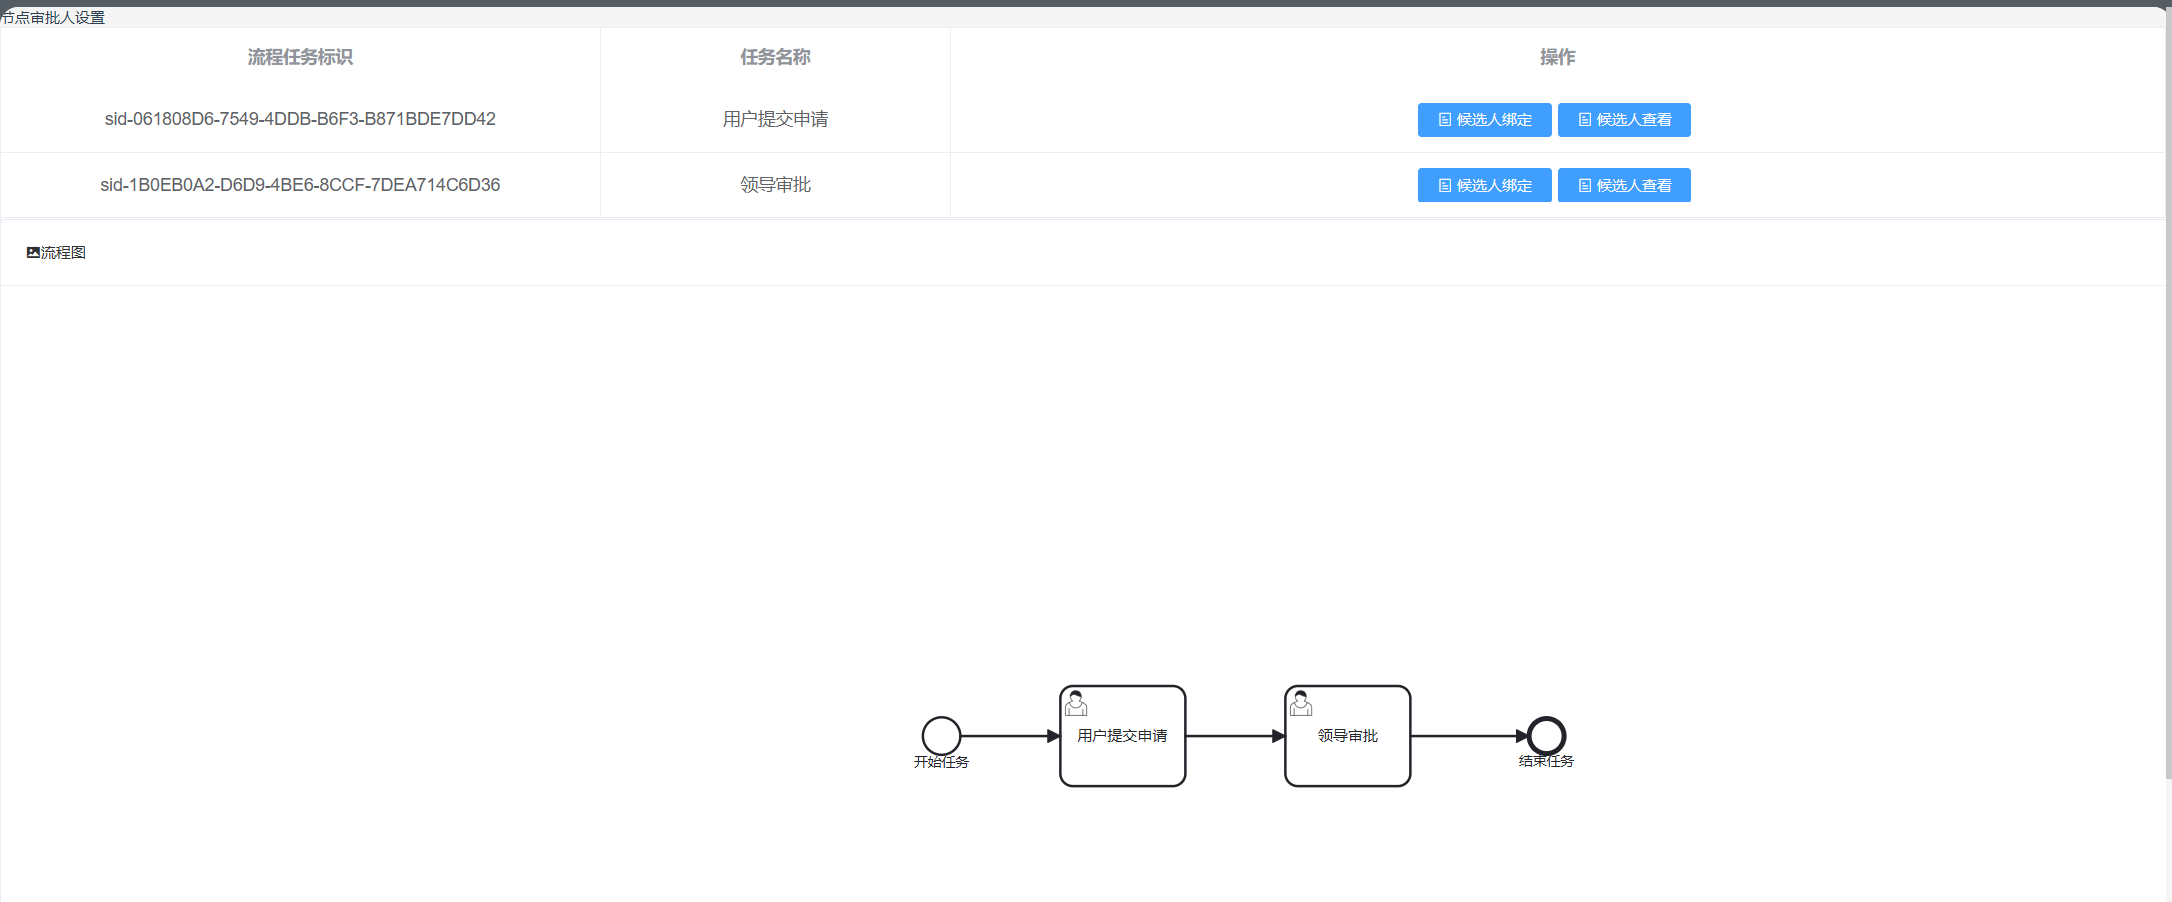 节点审批人设置
流程任务标识 任务名称 操作
sid-061808D6-7549-4DDB-B6F3-B871BDE7DD42 用户提交申请 候选人绑定 候选人查看
sid-1B0EB0A2-D6D9-4BE6-8CCF-7DEA714C6D36 领导审批 候选人绑定 候选人查看
流程图
用户提交申请 领导审批
开始任务 结束任务